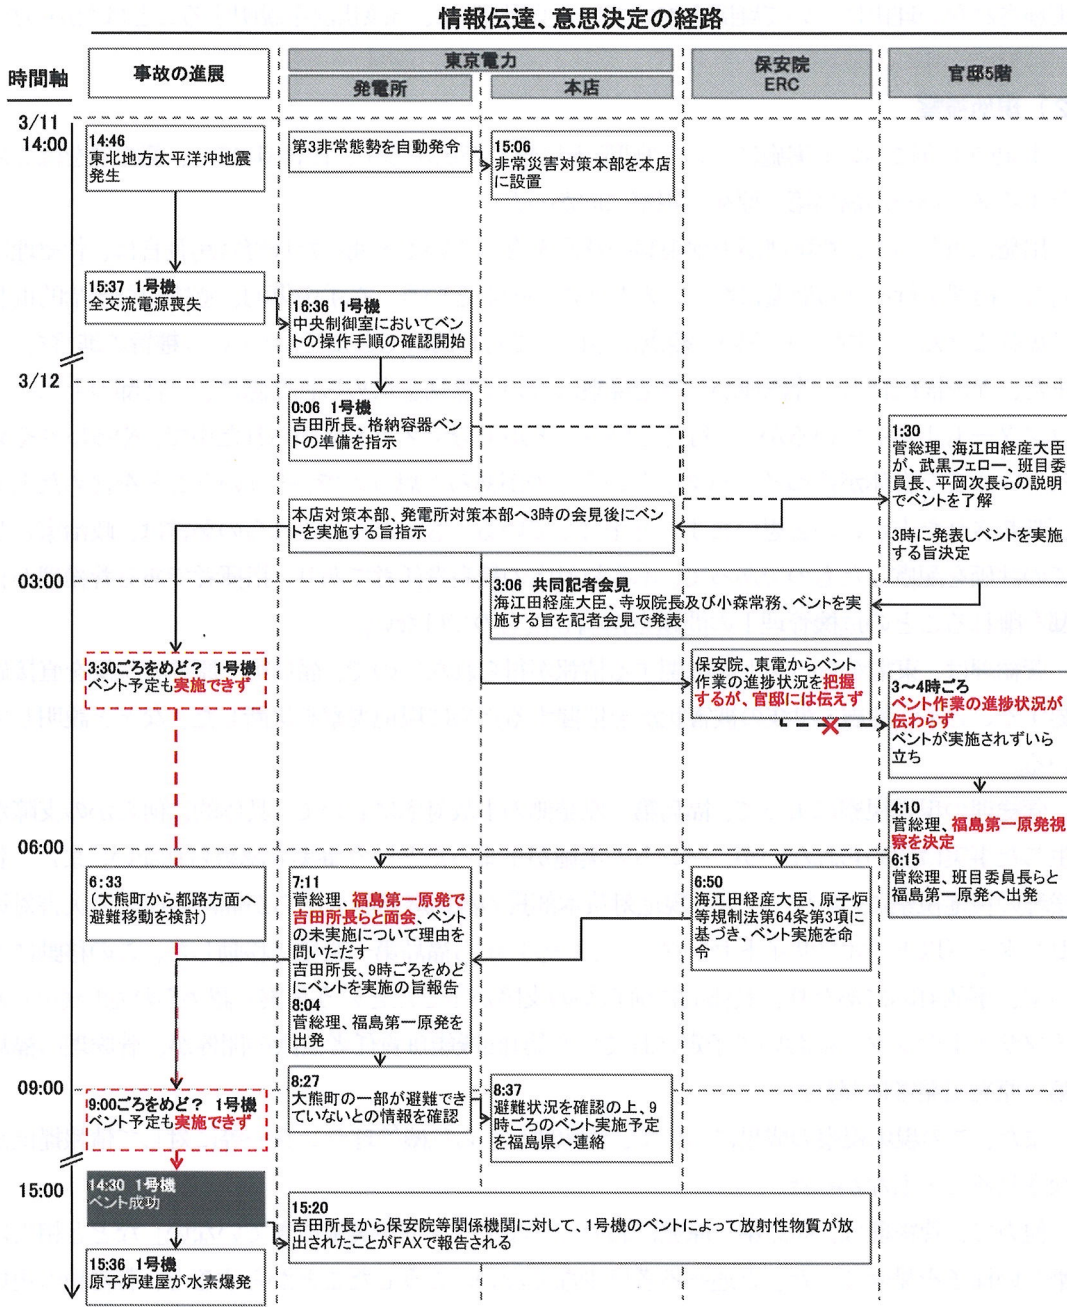 情報伝達、意思決定の経路
時間軸
事故の進展
東京電力
発電所
本店
保安院
ERC
官邸5階
3/11
14:00
14:46
東北地方太平洋沖地震
発生
第3非常態勢を自動発令
15:06
非常災害対策本部を本店
に設置
15:37 1号機
全交流電源喪失
16:36 1号機
中央制御室においてベン
トの操作手順の確認開始
3/12
0:06 1号機
吉田所長、格納容器ベン
トの準備を指示
1:30
菅総理、海江田経産大臣
が、武黒フェロー、班目委
員長、平岡次長らの説明
でベントを了解
3時に発表しベントを実施
する旨決定
本店対策本部、発電所対策本部へ3時の会見後にベン
トを実施する旨指示
03:00
3:06 共同記者会見
海江田経産大臣、寺坂院長及び小森常務、ベントを実
施する旨を記者会見で発表
3:30ごろをめど? 1号機
ベント予定も実施できず
保安院、東電からベント
作業の進捗状況を把握
するが、官邸には伝えず
3~4時ごろ
ベント作業の進捗状況が
伝わらず
ベントが実施されずいら
立ち
4:10
菅総理、福島第一原発視
察を決定
6:15
菅総理、班目委員長らと
福島第一原発へ出発
06:00
6:33
(大熊町から都路方面へ
避難移動を検討)
7:11
菅総理、福島第一原発で
吉田所長らと面会、ベント
の未実施について理由を
問いただす
吉田所長、9時ごろをめど
にベントを実施の旨報告
8:04
菅総理、福島第一原発を
出発
6:50
海江田経産大臣、原子炉
等規制法第64条第3項に
基づき、ベント実施を命
令
09:00
9:00ごろをめど? 1号機
ベント予定も実施できず
8:27
大熊町の一部が避難でき
ていないとの情報を確認
8:37
避難状況を確認の上、9
時ごろのベント実施予定
を福島県へ連絡
15:00
14:30 1号機
ベント成功
15:20
吉田所長から保安院等関係機関に対して、1号機のベントによって放射性物質が放
出されたことがFAXで報告される
15:36 1号機
原子炉建屋が水素爆発